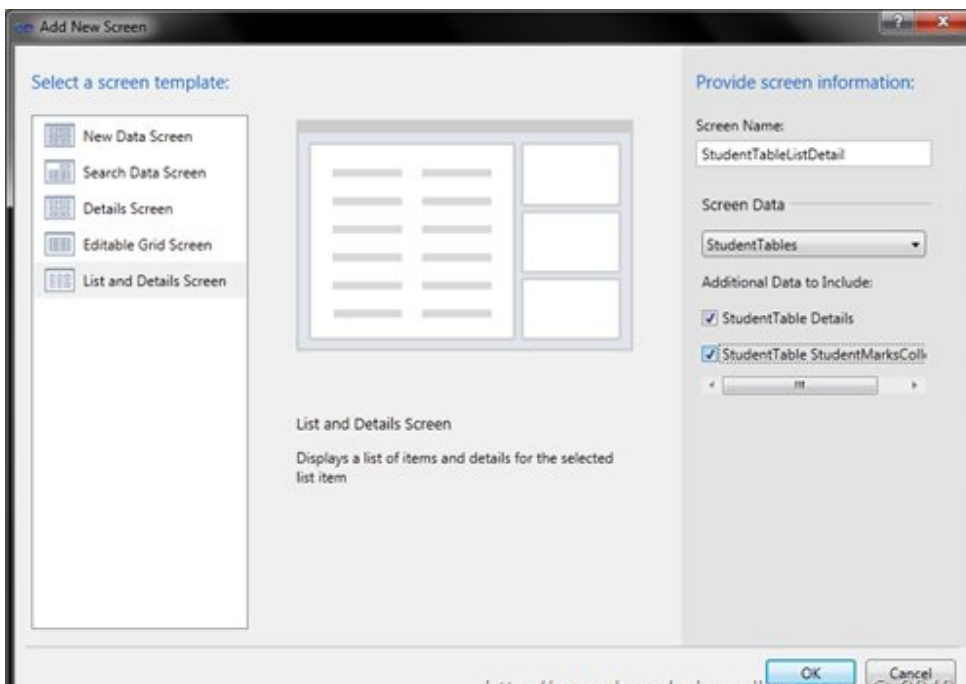 Add New Screen
Select a screen template:
New Data Screen
Search Data Screen
Details Screen
Editable Grid Screen
List and Details Screen
List and Details Screen
Displays a list of items and details for the selected
list item
Provide screen information:
Screen Name:
StudentTableListDetail
Screen Data
StudentTables
Additional Data to Include:
StudentTable Details
StudentTable StudentMarksColl
OK
Cancel